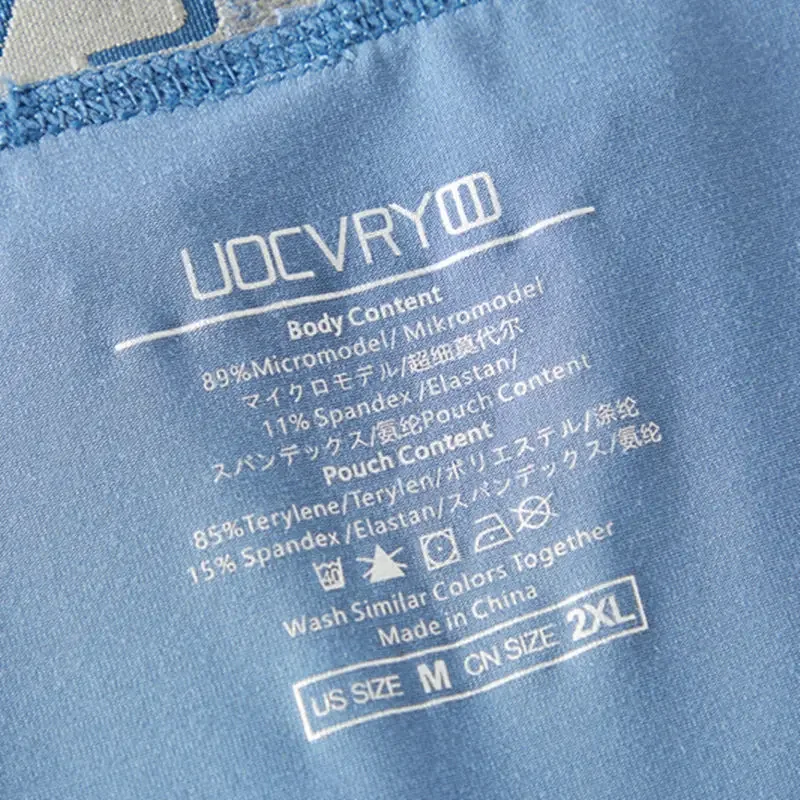 UOCVRY
Body Content
89%Micromodel/ Mikromodel
マイクロモデル/超细莫代尔
11% Spandex /Elastan/
スパンデックス/氨纶Pouch Content
Pouch Content
85%Terylene/Terylen/ポリエステル/涤纶
15% Spandex /Elastan/スパンデックス/氨纶
40
Wash Similar Colors Together
Made in China
US SIZE M CN SIZE 2XL